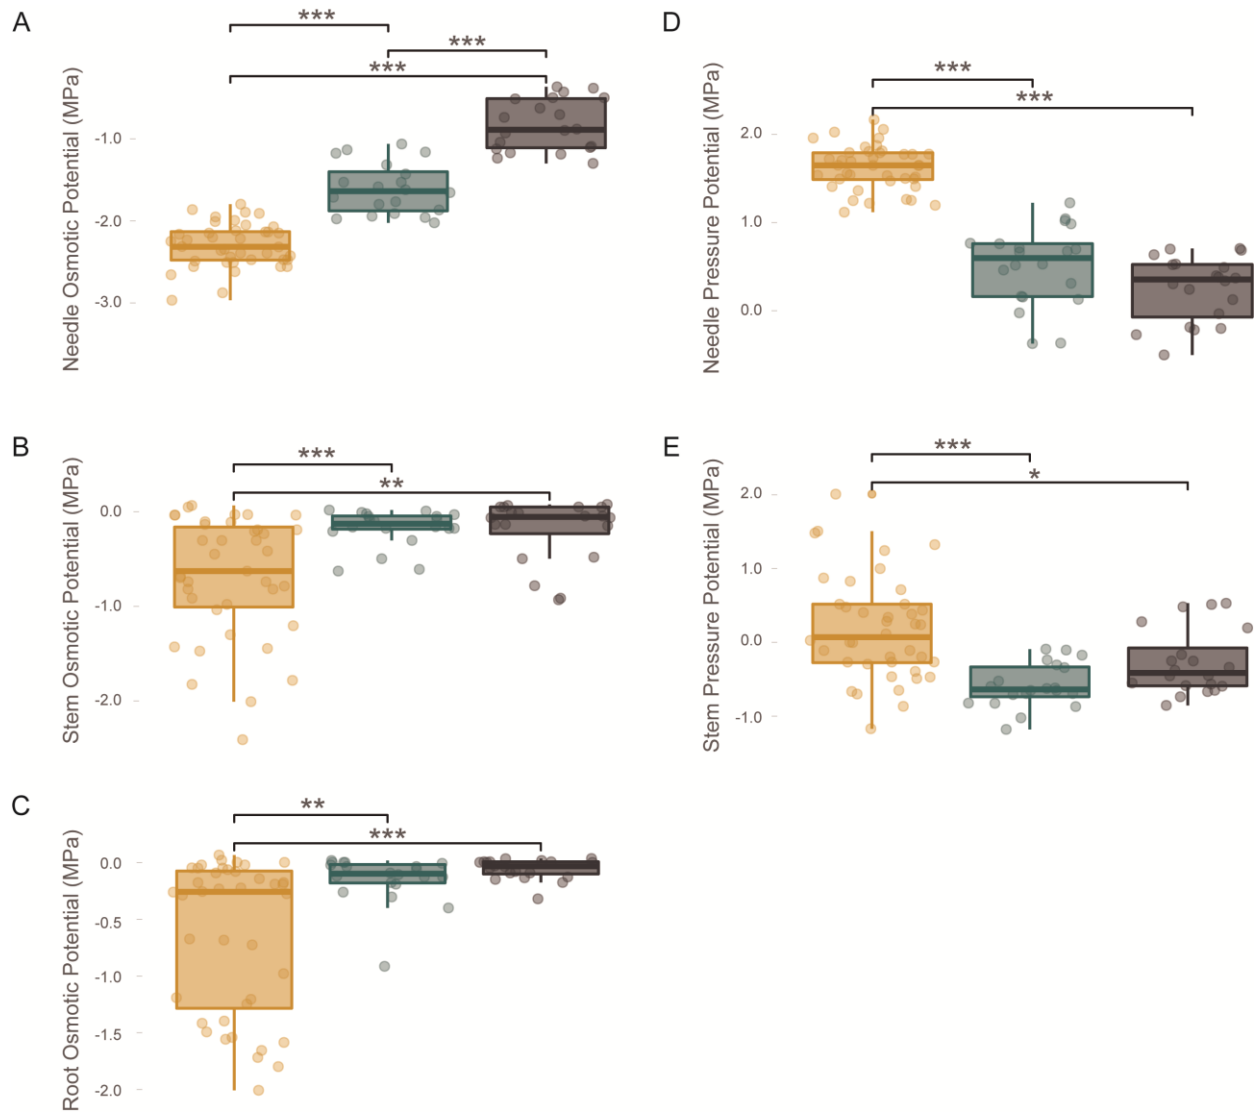 A
Needle Osmotic Potential (MPa)
***
***
***
-1.0
-2.0
-3.0
B
Stem Osmotic Potential (MPa)
***
**
0.0
-1.0
-2.0
C
Root Osmotic Potential (MPa)
**
***
0.0
-0.5
-1.0
-1.5
-2.0
D
Needle Pressure Potential (MPa)
***
***
2.0
1.0
0.0
E
Stem Pressure Potential (MPa)
***
*
2.0
1.0
0.0
-1.0